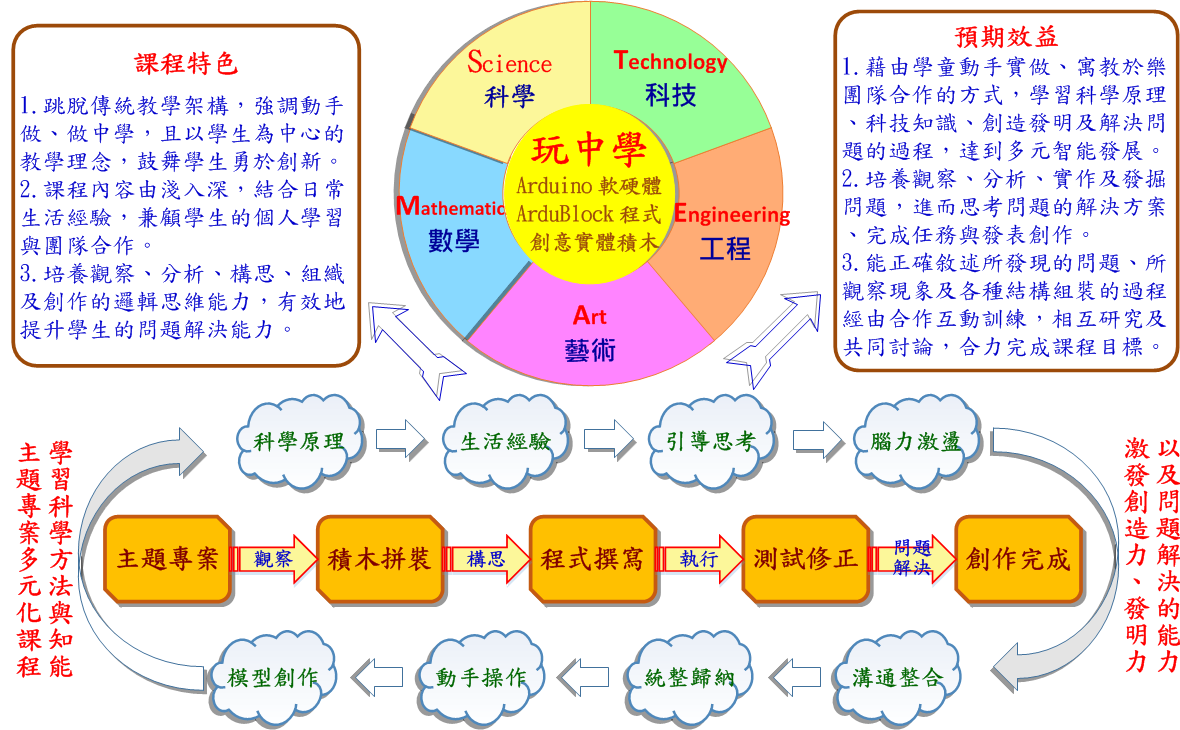 課程特色
1.跳脫傳統教學架構，強調動手
做、做中學，且以學生為中心的
教學理念，鼓舞學生勇於創新。
2.課程內容由淺入深，結合日常
生活經驗，兼顧學生的個人學習
與團隊合作。
3.培養觀察、分析、構思、組織
及創作的邏輯思維能力，有效地
提升學生的問題解決能力。
Science
科學
Technology
科技
Mathematic
數學
Engineering
工程
Art
藝術
玩中學
Arduino 軟硬體
ArduBlock 程式
創意實體積木
預期效益
1.藉由學童動手實做、寓教於樂
團隊合作的方式，學習科學原理
、科技知識、創造發明及解決問
題的過程，達到多元智能發展。
2.培養觀察、分析、實作及發掘
問題，進而思考問題的解決方案
、完成任務與發表創作。
3.能正確敘述所發現的問題、所
觀察現象及各種結構組裝的過程
經由合作互動訓練，相互研究及
共同討論，合力完成課程目標。
科學原理
生活經驗
引導思考
腦力激盪
學習科學方法與知能
主題專案多元化課程
主題專案
觀察
積木拼裝
構思
程式撰寫
執行
測試修正
問題
解決
創作完成
以及問題解決的能力
激發創造力、發明力
模型創作
動手操作
統整歸納
溝通整合